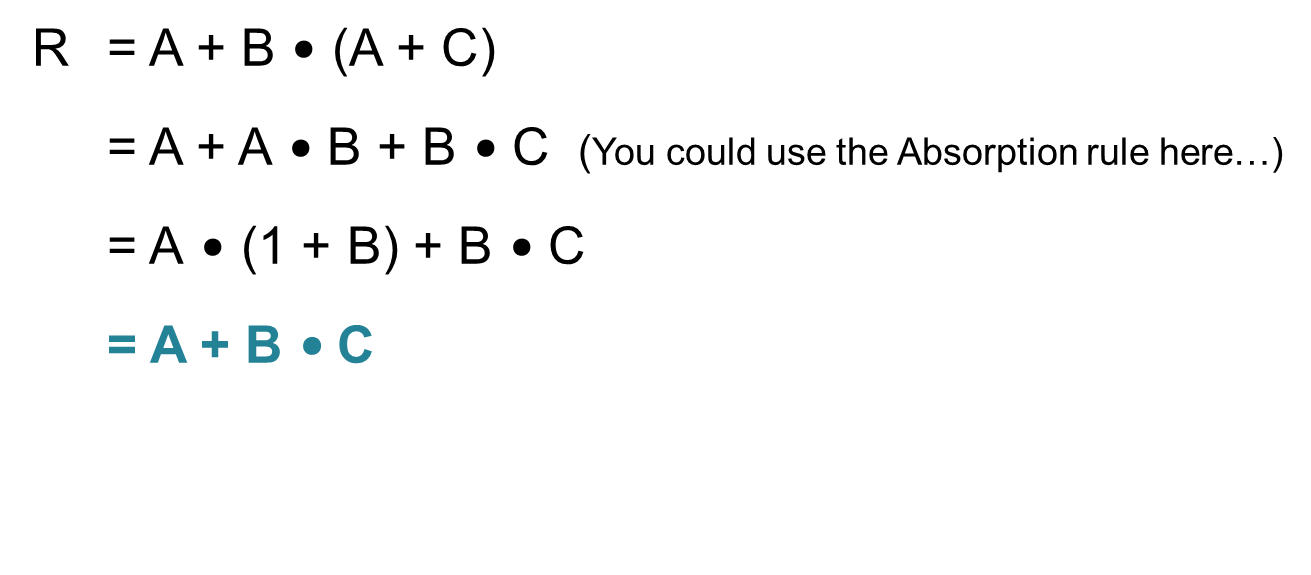 R = A + B • (A + C)
= A + A • B + B • C (You could use the Absorption rule here…)
= A • (1 + B) + B • C
= A + B • C